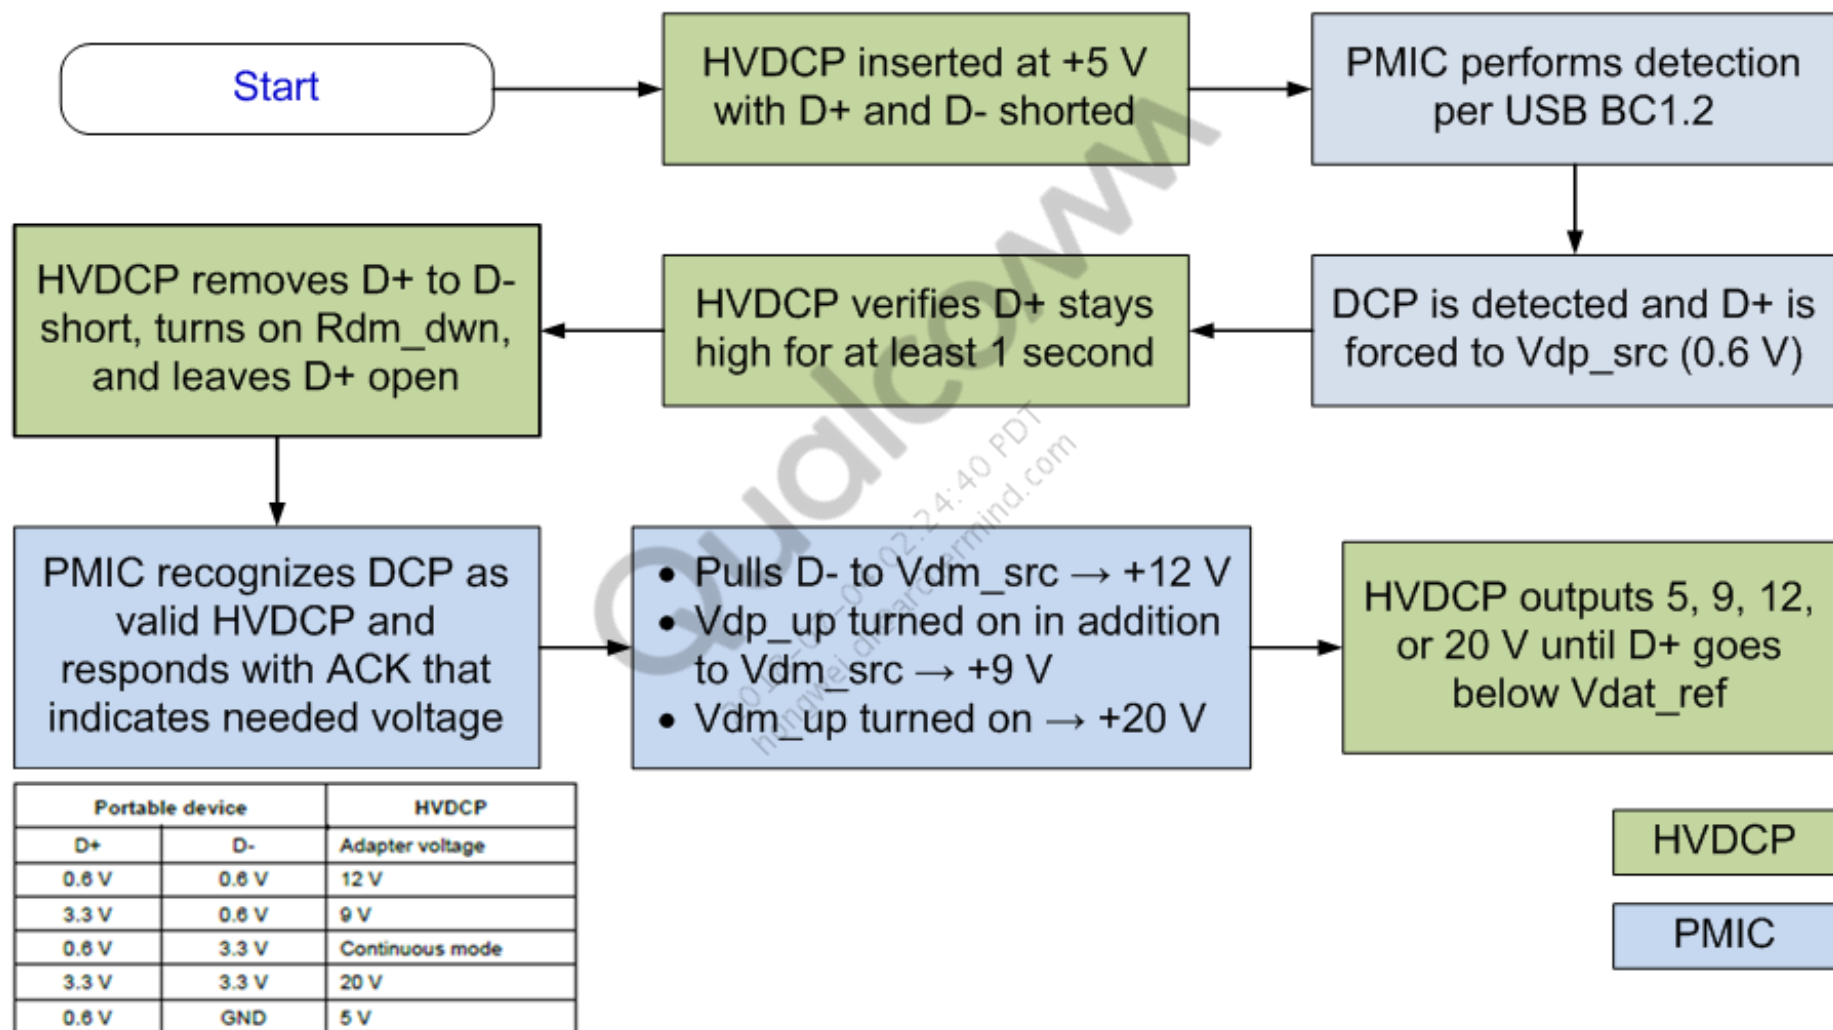 Start
HVDCP inserted at +5 V
with D+ and D- shorted
PMIC performs detection
per USB BC1.2
DCP is detected and D+ is
forced to Vdp_src (0.6 V)
HVDCP verifies D+ stays
high for at least 1 second
HVDCP removes D+ to D-
short, turns on Rdm_dwn,
and leaves D+ open
PMIC recognizes DCP as
valid HVDCP and
responds with ACK that
indicates needed voltage
• Pulls D- to Vdm_src → +12 V
• Vdp_up turned on in addition
to Vdm_src → +9 V
• Vdm_up turned on → +20 V
HVDCP outputs 5, 9, 12,
or 20 V until D+ goes
below Vdat_ref
Portable device HVDCP
D+ D- Adapter voltage
0.6 V 0.6 V 12 V
3.3 V 0.6 V 9 V
0.6 V 3.3 V Continuous mode
3.3 V 3.3 V 20 V
0.6 V GND 5 V
HVDCP
PMIC
Qualcomm
02:24:40 PDT